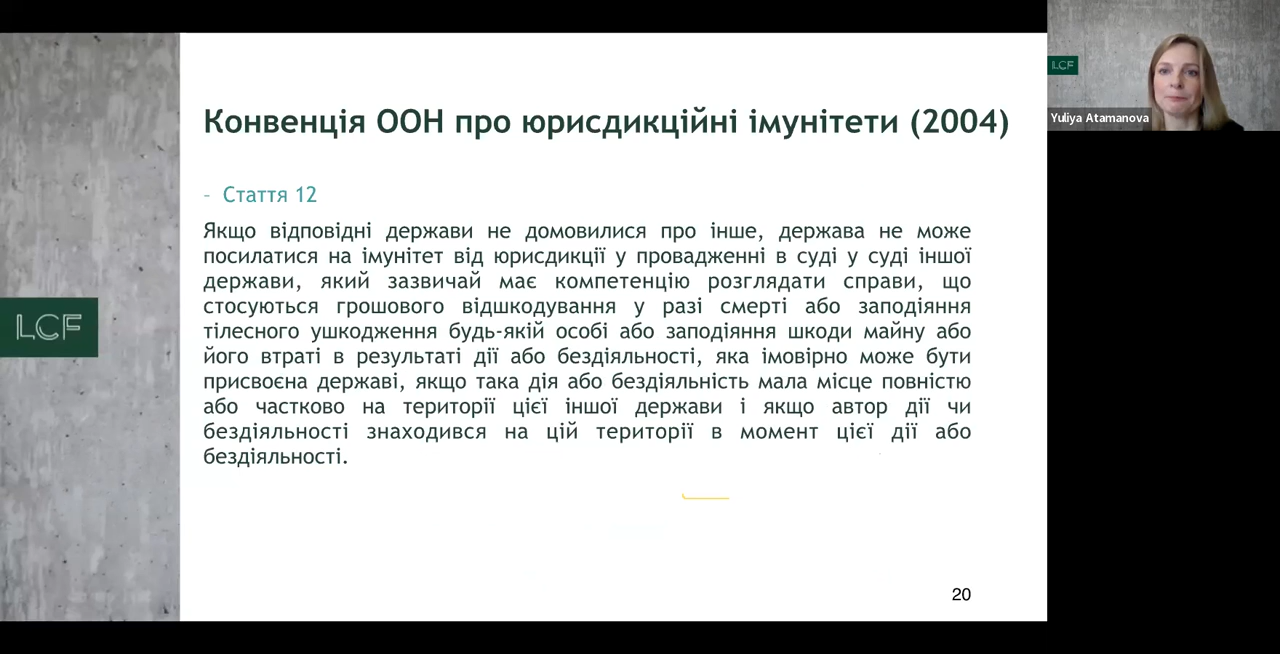 Конвенція ООН про юрисдикційні імунітети (2004)
– Стаття 12
Якщо відповідні держави не домовилися про інше, держава не може
посилатися на імунітет від юрисдикції у провадженні в суді у суді іншої
держави, який зазвичай має компетенцію розглядати справи, що
стосуються грошового відшкодування у разі смерті або заподіяння
тілесного ушкодження будь-якій особі або заподіяння шкоди майну або
його втраті в результаті дії або бездіяльності, яка імовірно може бути
присвоєна державі, якщо така дія або бездіяльність мала місце повністю
або частково на території цієї іншої держави і якщо автор дії чи
бездіяльності знаходився на цій території в момент цієї дії або
бездіяльності.
20
LCF
LCF
Yuliya Atamanova